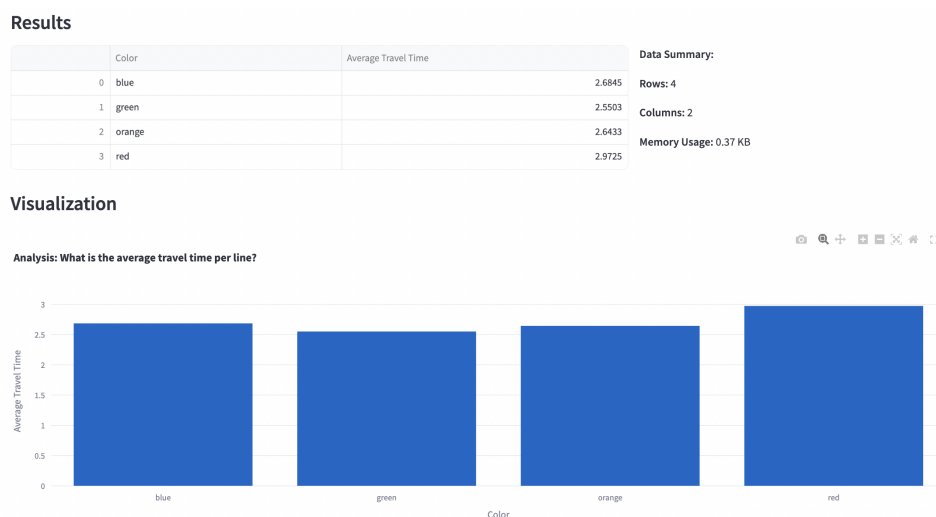 Results
Color Average Travel Time
0 blue 2.6845
1 green 2.5503
2 orange 2.6433
3 red 2.9725
Data Summary:
Rows: 4
Columns: 2
Memory Usage: 0.37 KB
Visualization
Analysis: What is the average travel time per line?
Average Travel Time
3
2.5
2
1.5
1
0.5
0
blue green orange red
Color